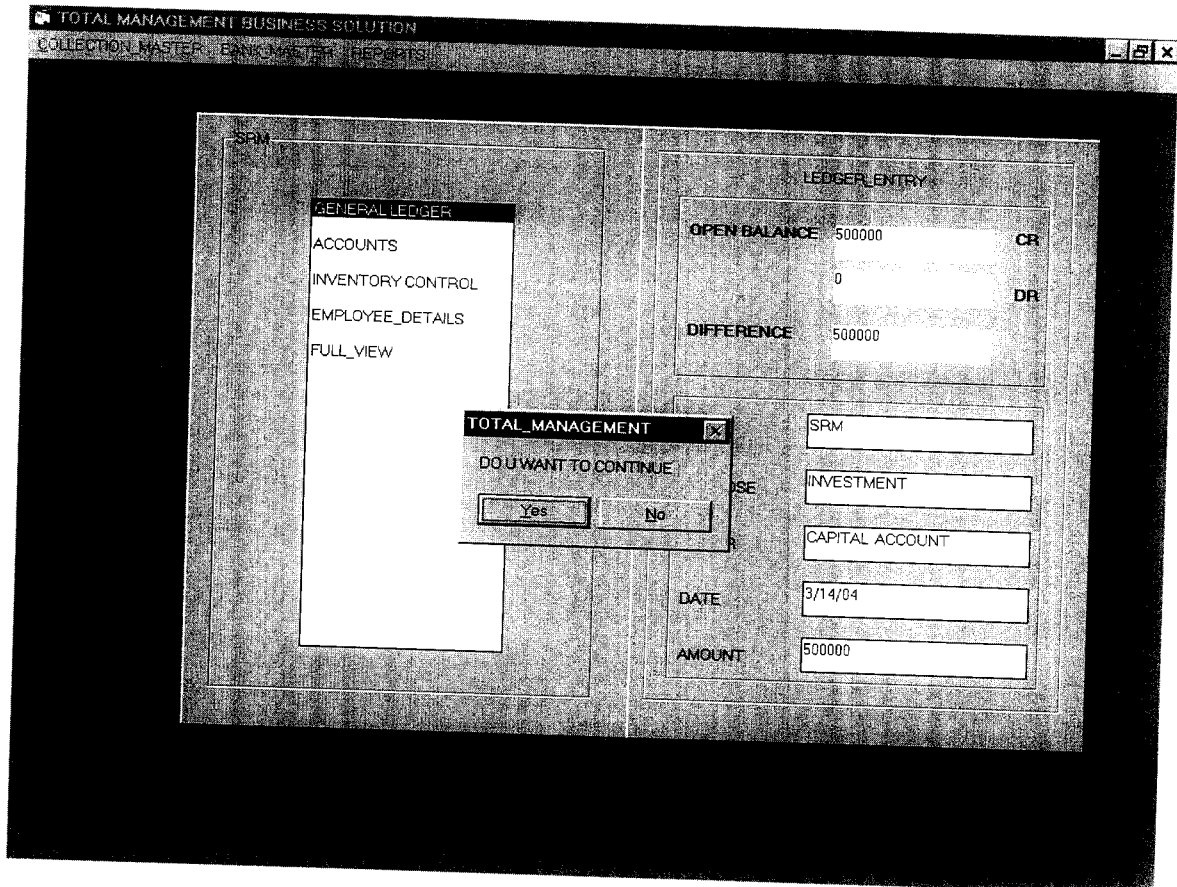 TOTAL MANAGEMENT BUSINESS SOLUTION
COLLECTION_MASTER BANK_MASTER REPORTS
SRM
GENERAL LEDGER
ACCOUNTS
INVENTORY CONTROL
EMPLOYEE_DETAILS
FULL_VIEW
LEDGER_ENTRY
OPEN BALANCE 500000 CR
0 DR
DIFFERENCE 500000
TOTAL_MANAGEMENT
DO U WANT TO CONTINUE
Yes No
SRM
OSE INVESTMENT
R CAPITAL ACCOUNT
DATE 3/14/04
AMOUNT 500000